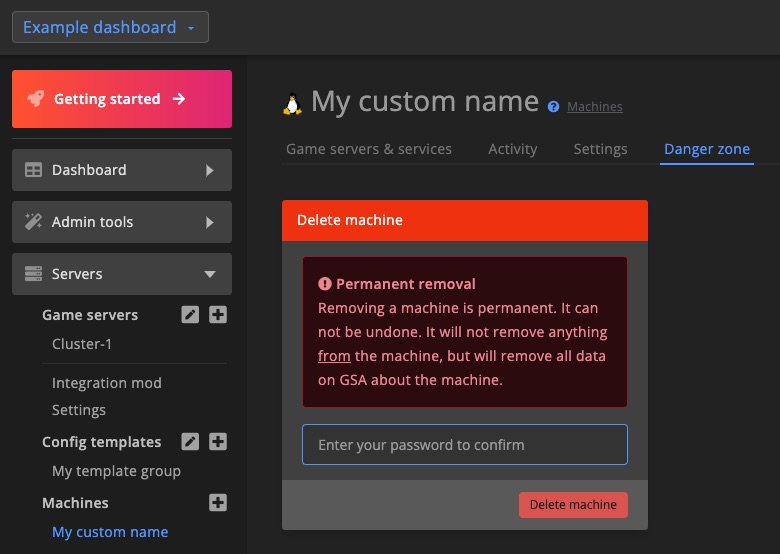 Example dashboard
Getting started
My custom name
Machines
Game servers & services
Activity
Settings
Danger zone
Dashboard
Admin tools
Servers
Game servers
Cluster-1
Integration mod
Settings
Config templates
My template group
Machines
My custom name
Delete machine
Permanent removal
Removing a machine is permanent. It can
not be undone. It will not remove anything
from the machine, but will remove all data
on GSA about the machine.
Enter your password to confirm
Delete machine